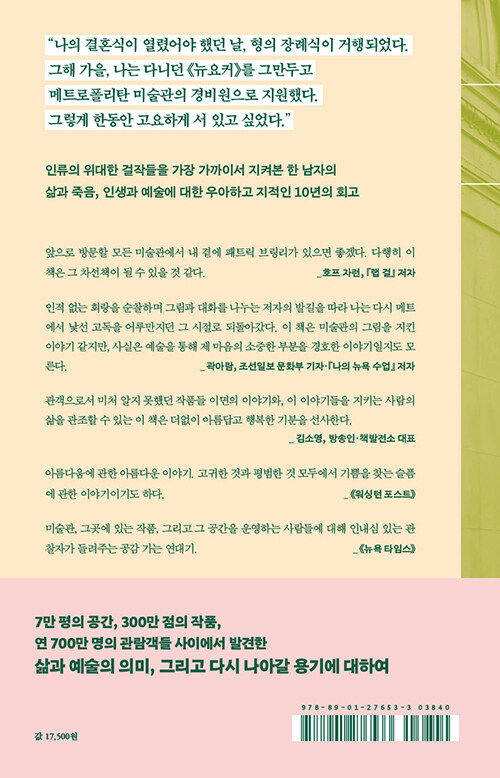 “나의 결혼식이 열렸어야 했던 날, 형의 장례식이 거행되었다.
그해 가을, 나는 다니던 《뉴요커》를 그만두고
메트로폴리탄 미술관의 경비원으로 지원했다.
그렇게 한동안 고요하게 서 있고 싶었다.”
인류의 위대한 걸작들을 가장 가까이서 지켜본 한 남자의
삶과 죽음, 인생과 예술에 대한 우아하고 지적인 10년의 회고
앞으로 방문할 모든 미술관에서 내 곁에 패트릭 브링리가 있으면 좋겠다. 다행히 이
책은 그 차선책이 될 수 있을 것 같다. _ 호프 자런, 『랩 걸』 저자
인적 없는 회랑을 순찰하며 그림과 대화를 나누는 저자의 발길을 따라 나는 다시 메트
에서 낯선 고독을 어루만지던 그 시절로 되돌아갔다. 이 책은 미술관의 그림을 지킨
이야기 같지만, 사실은 예술을 통해 제 마음의 소중한 부분을 경호한 이야기일지도 모
른다. _ 곽아람, 조선일보 문화부 기자·『나의 뉴욕 수업』 저자
관객으로서 미처 알지 못했던 작품들 이면의 이야기와, 이 이야기들을 지키는 사람의
삶을 관조할 수 있는 이 책은 더없이 아름답고 행복한 기분을 선사한다.
_ 김소영, 방송인·책발전소 대표
아름다움에 관한 아름다운 이야기. 고귀한 것과 평범한 것 모두에서 기쁨을 찾는 슬픔
에 관한 이야기이기도 하다. _《워싱턴 포스트》
미술관, 그곳에 있는 작품, 그리고 그 공간을 운영하는 사람들에 대해 인내심 있는 관
찰자가 들려주는 공감 가는 연대기. _《뉴욕 타임스》
7만 평의 공간, 300만 점의 작품,
연 700만 명의 관람객들 사이에서 발견한
삶과 예술의 의미, 그리고 다시 나아갈 용기에 대하여
978-89-01-27653-3 03840
값 17,500원